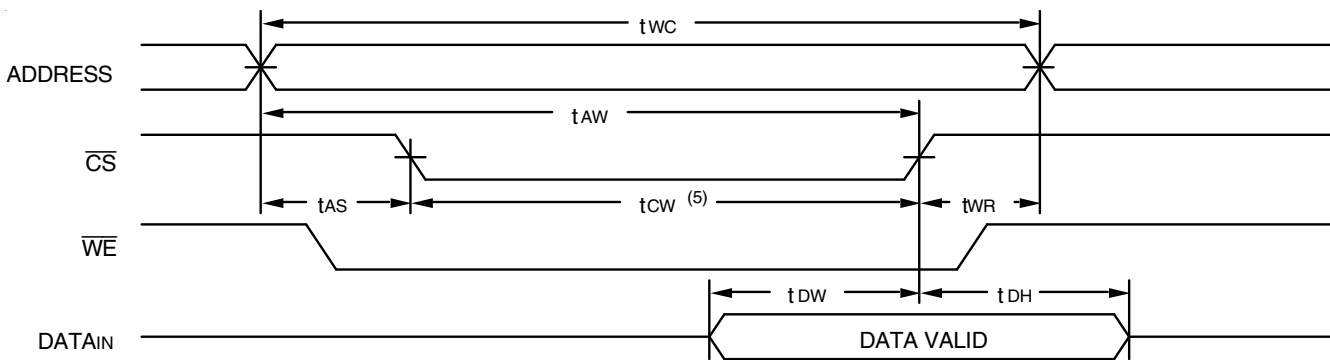 tWC
ADDRESS
tAW
CS
tAS
tCW (5)
tWR
WE
tDW
tDH
DATAIN
DATA VALID